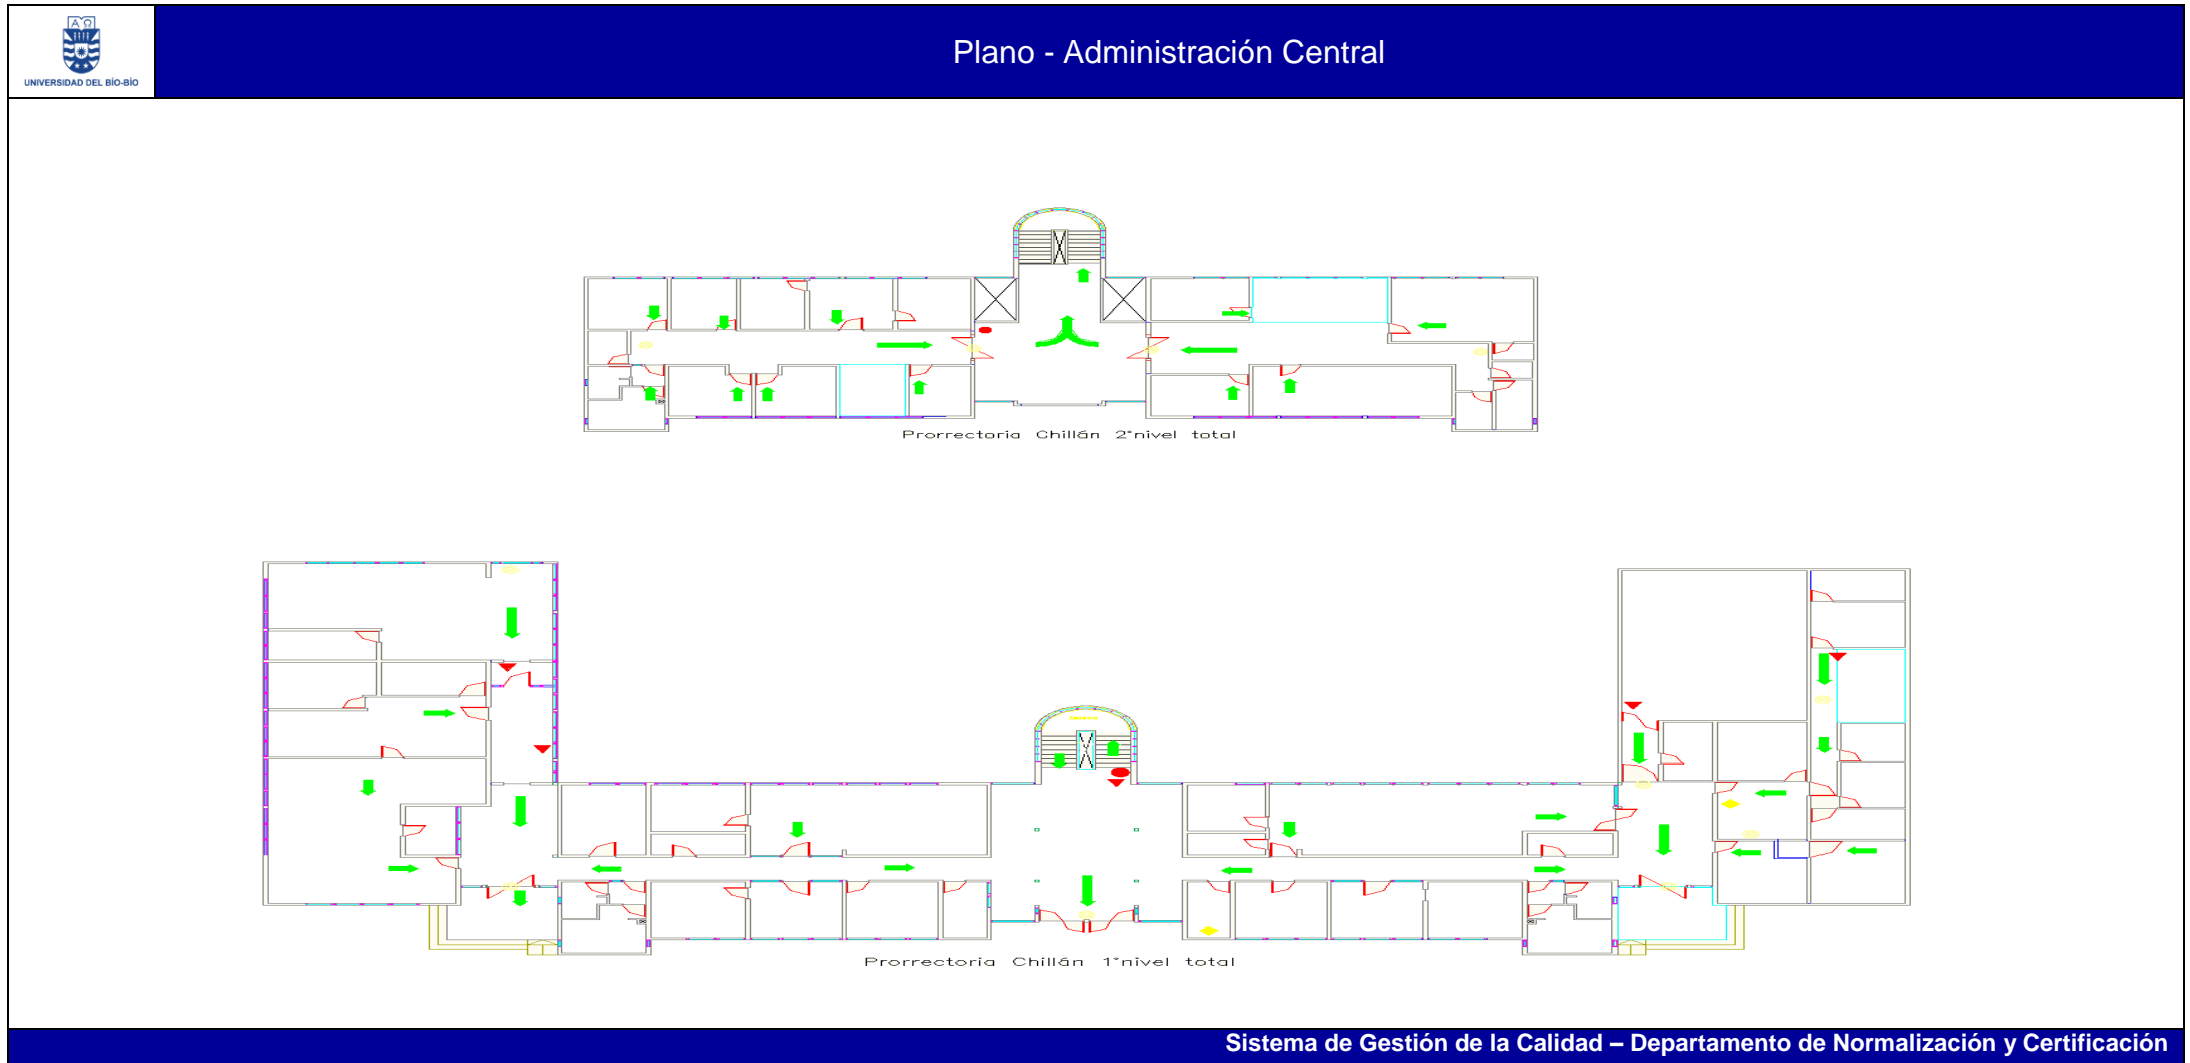 ΑΩ
UNIVERSIDAD DEL BÍO-BÍO
Plano - Administración Central
Prorrectoria Chillán 2°nivel total
Prorrectoria Chillán 1°nivel total
Sistema de Gestión de la Calidad – Departamento de Normalización y Certificación